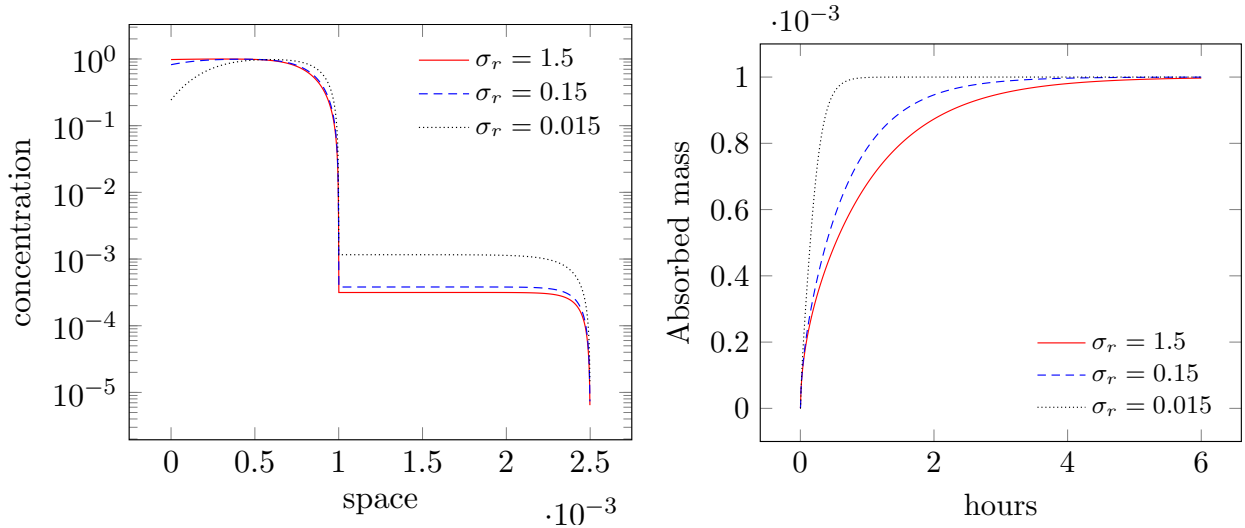 concentration
10^0
10^{-1}
10^{-2}
10^{-3}
10^{-4}
10^{-5}
σ_r = 1.5
σ_r = 0.15
σ_r = 0.015
0 0.5 1 1.5 2 2.5
space
·10^{-3}
·10^{-3}
Absorbed mass
1
0.8
0.6
0.4
0.2
0
σ_r = 1.5
σ_r = 0.15
σ_r = 0.015
0 2 4 6
hours